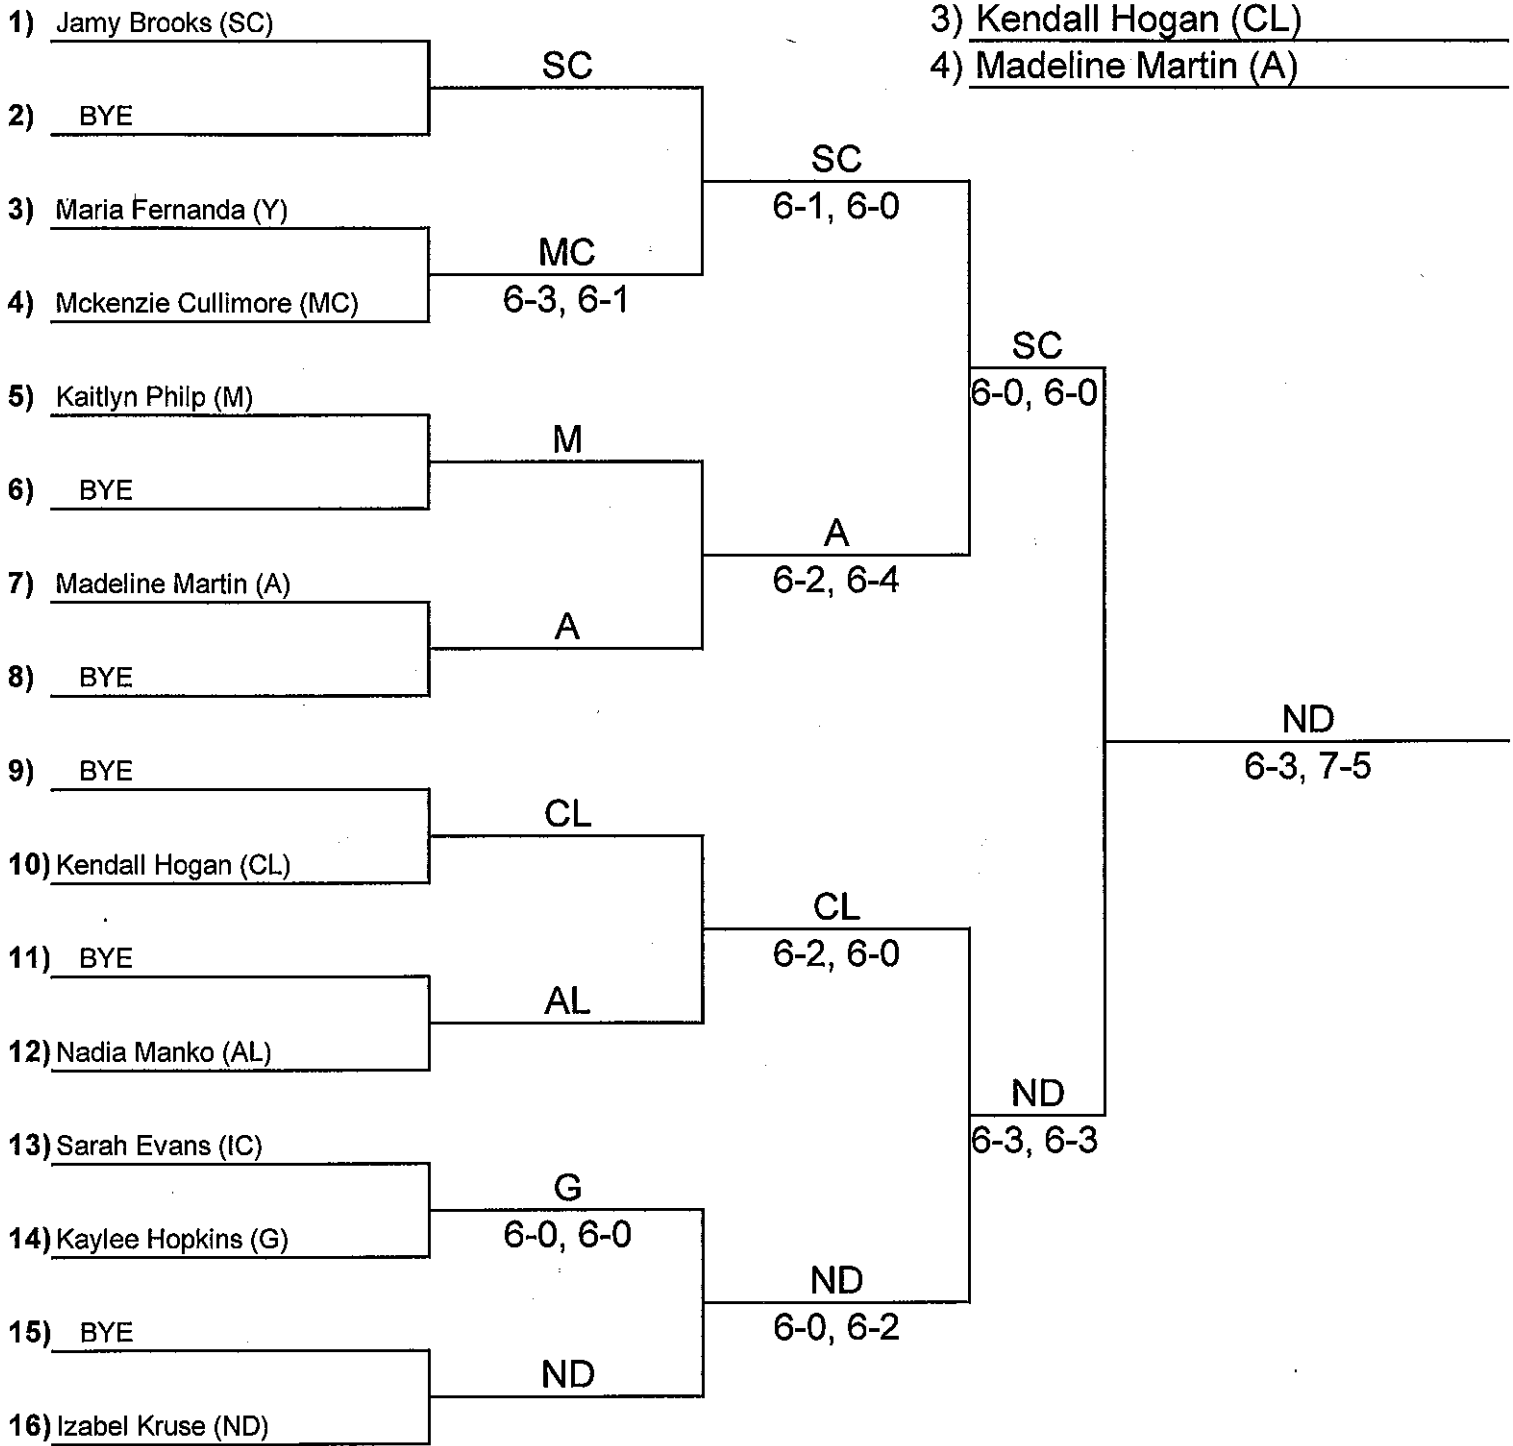 1) Jamy Brooks (SC)
2) BYE
3) Maria Fernanda (Y)
4) Mckenzie Cullimore (MC)
5) Kaitlyn Philp (M)
6) BYE
7) Madeline Martin (A)
8) BYE
9) BYE
10) Kendall Hogan (CL)
11) BYE
12) Nadia Manko (AL)
13) Sarah Evans (IC)
14) Kaylee Hopkins (G)
15) BYE
16) Izabel Kruse (ND)
SC
MC
6-3, 6-1
M
A
CL
AL
G
6-0, 6-0
ND
SC
6-1, 6-0
A
6-2, 6-4
CL
6-2, 6-0
ND
6-0, 6-2
SC
6-0, 6-0
ND
6-3, 6-3
ND
6-3, 7-5
3) Kendall Hogan (CL)
4) Madeline Martin (A)